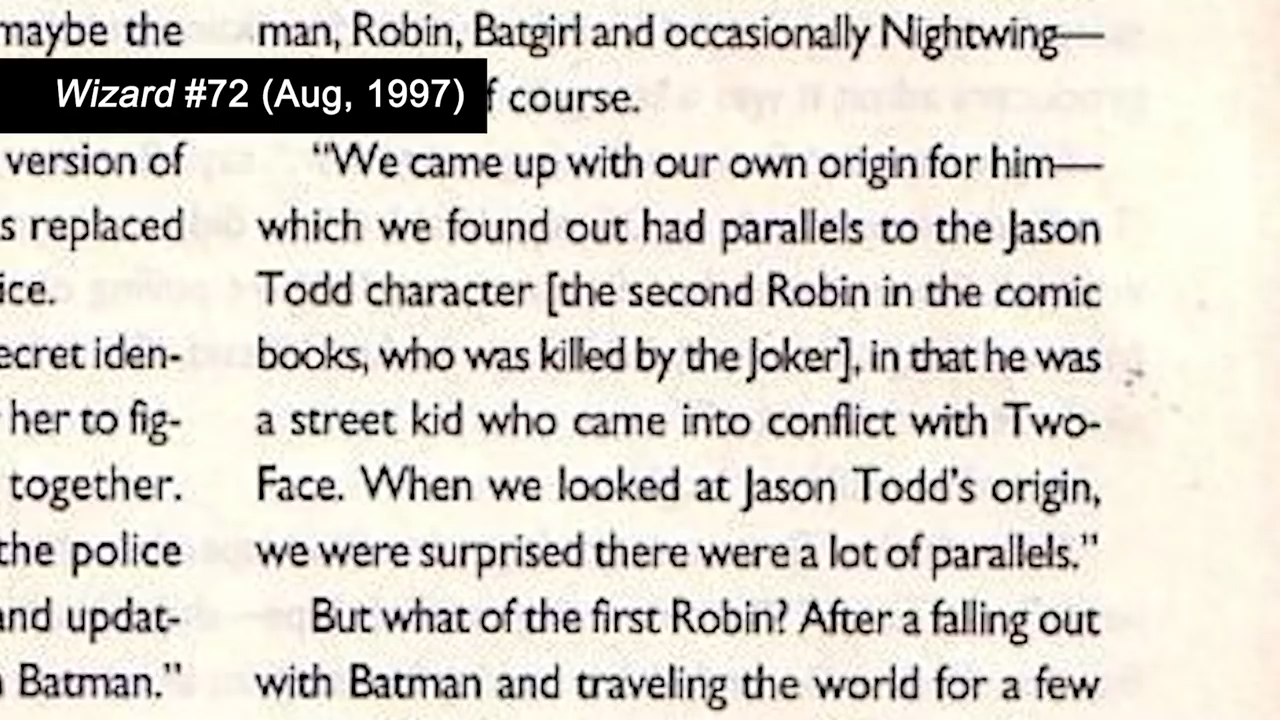 maybe the
version of
s replaced
ice.
ecret iden-
her to fig-
together.
the police
and updat-
Batman."
man, Robin, Batgirl and occasionally Nightwing—
Wizard #72 (Aug, 1997)
f course.
"We came up with our own origin for him—
which we found out had parallels to the Jason
Todd character [the second Robin in the comic
books, who was killed by the Joker], in that he was
a street kid who came into conflict with Two-
Face. When we looked at Jason Todd's origin,
we were surprised there were a lot of parallels."
But what of the first Robin? After a falling out
with Batman and traveling the world for a few